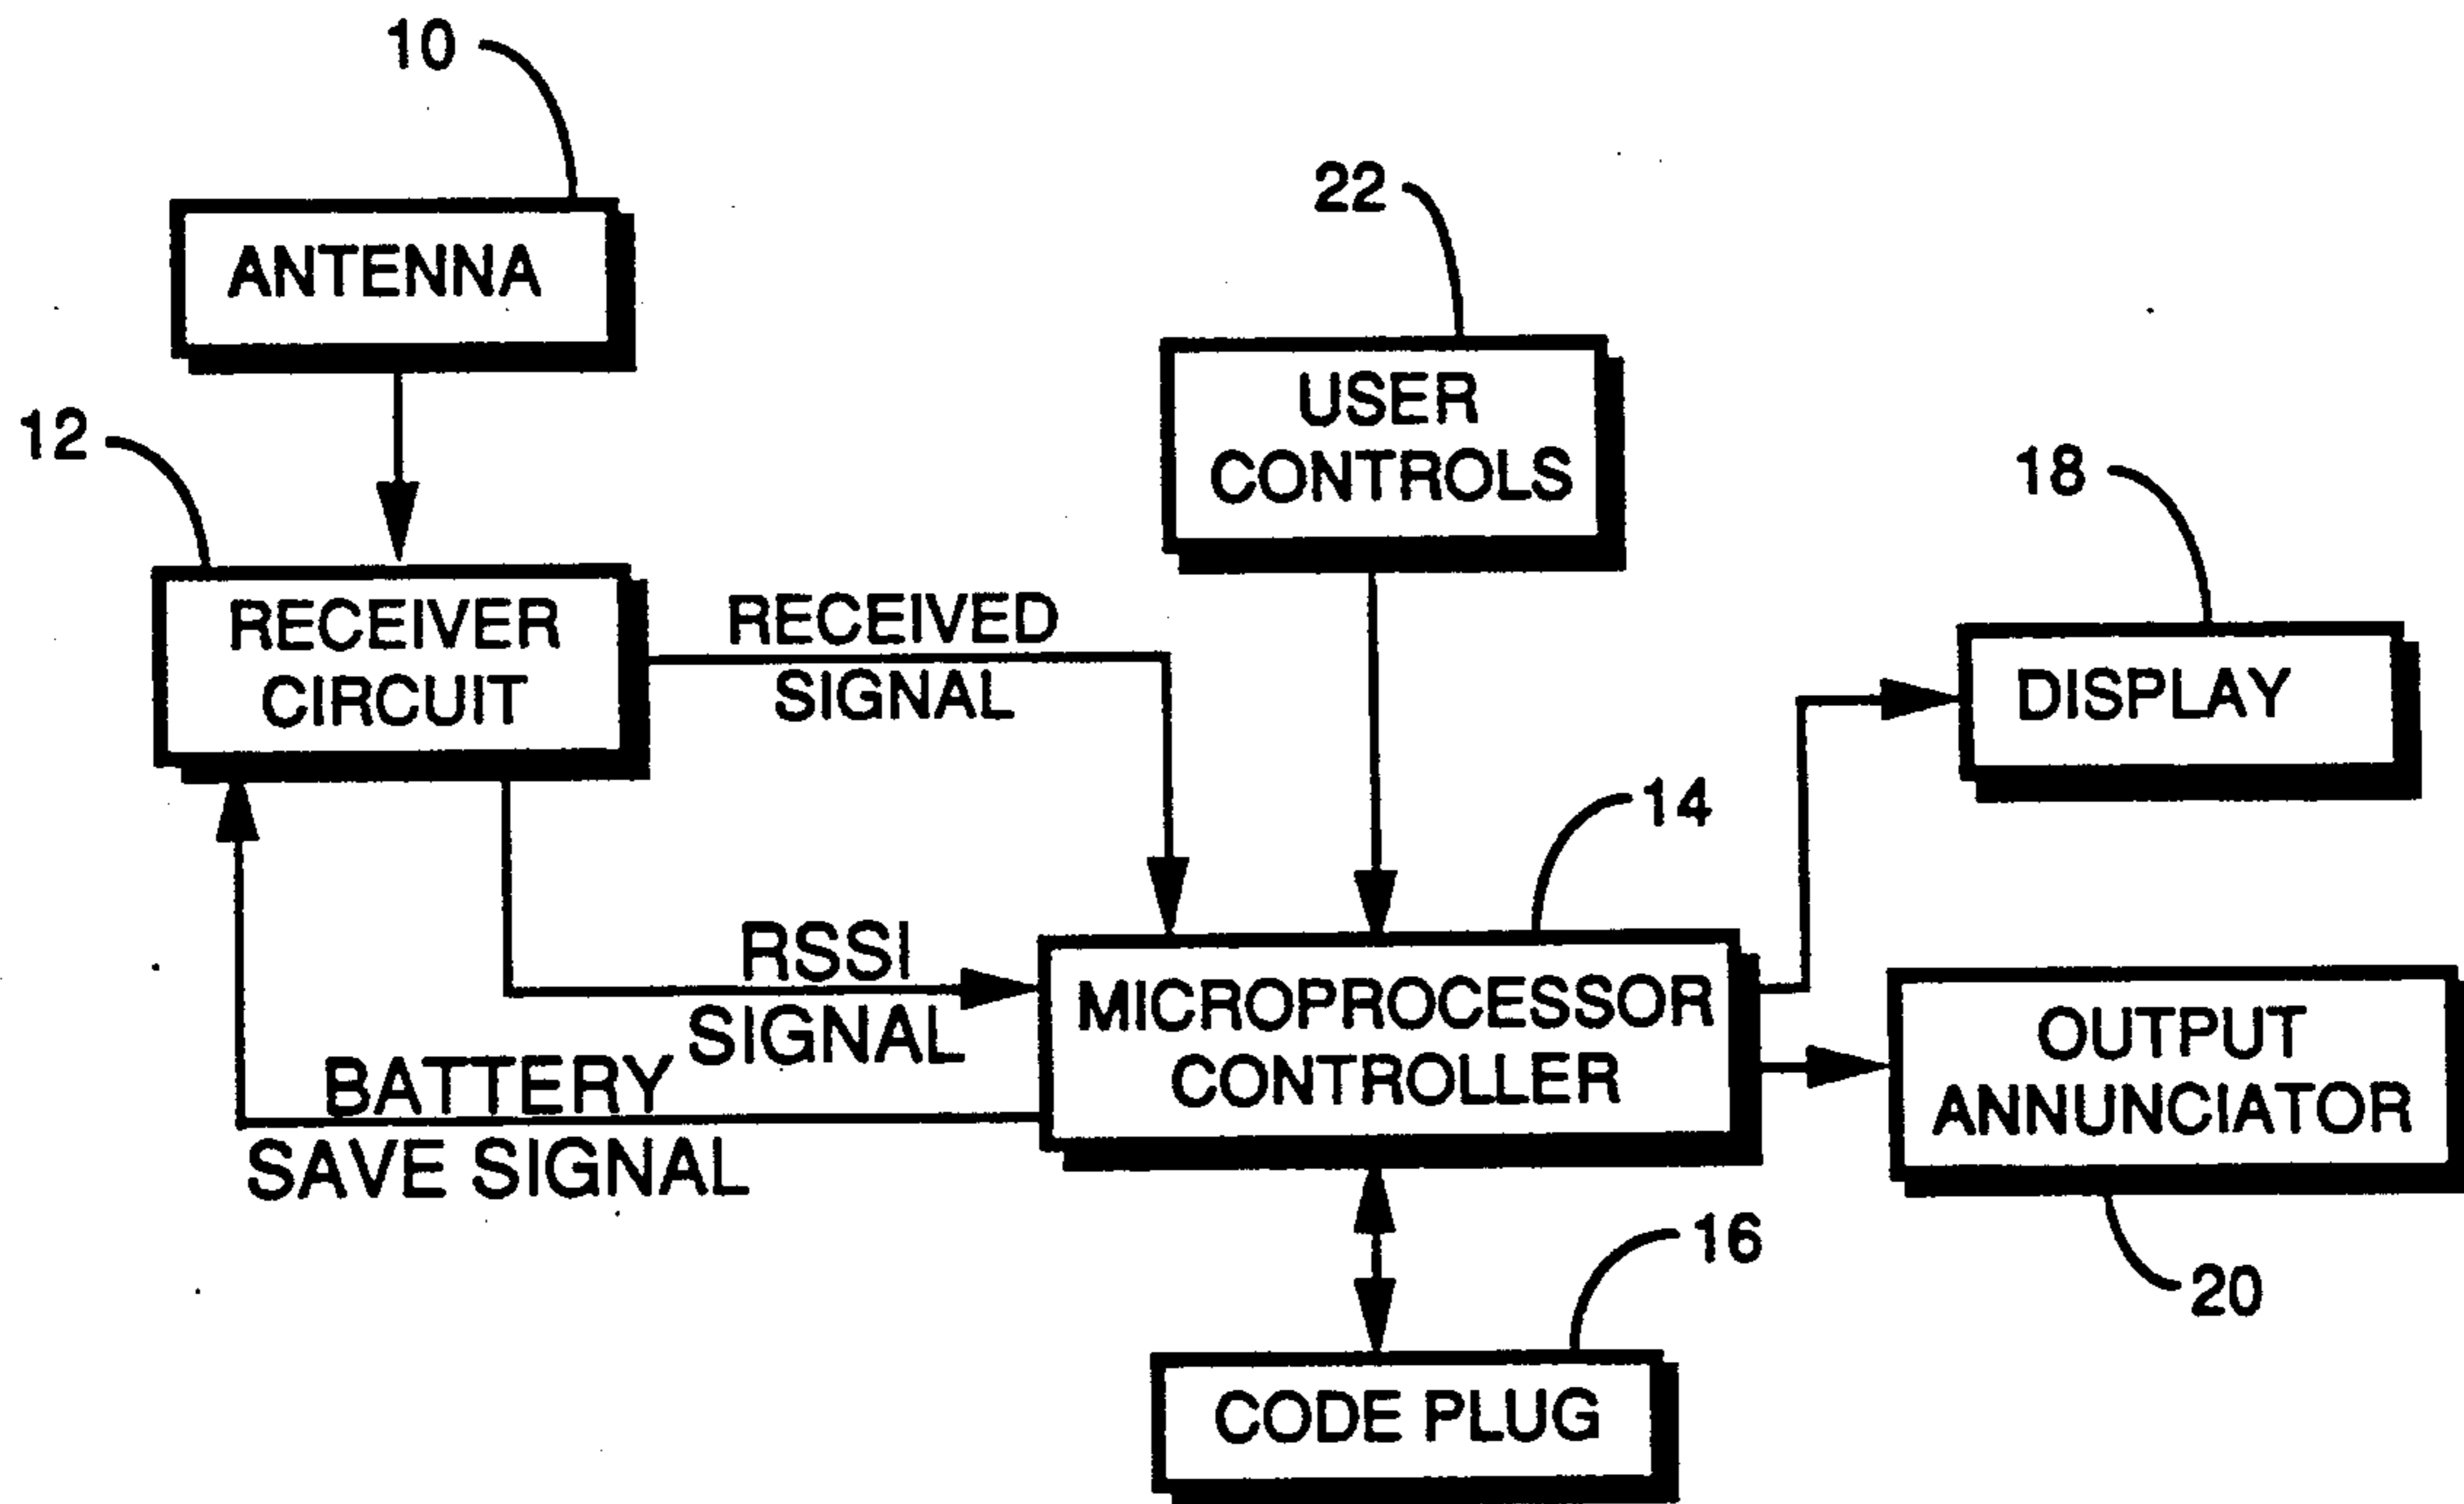 10
ANTENNA
22
USER
CONTROLS
12
RECEIVER
CIRCUIT
RECEIVED
SIGNAL
18
DISPLAY
14
RSSI
SIGNAL
MICROPROCESSOR
CONTROLLER
BATTERY
SAVE SIGNAL
OUTPUT
ANNUNCIATOR
20
16
CODE PLUG